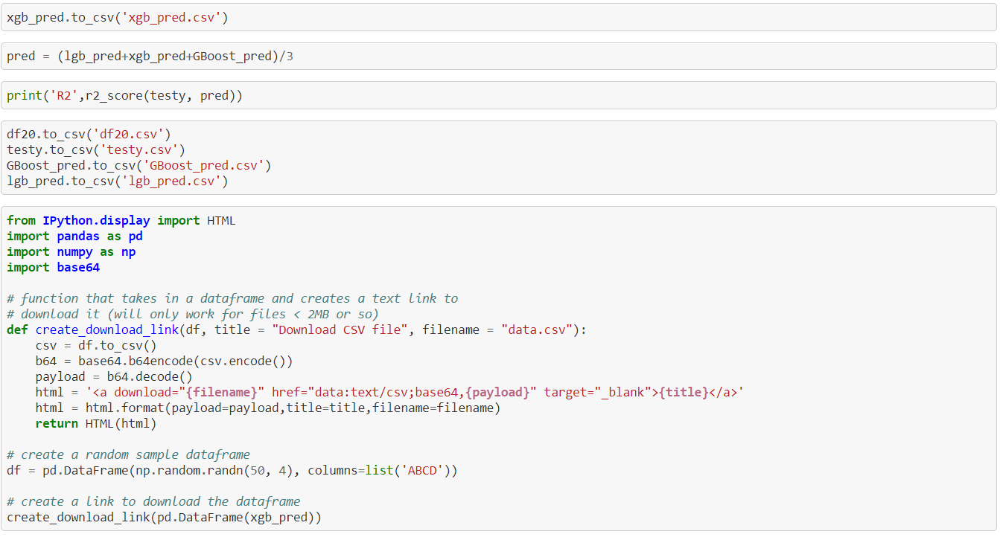 xgb_pred.to_csv('xgb_pred.csv')
pred = (lgb_pred+xgb_pred+GBoost_pred)/3
print('R2',r2_score(testy, pred))
df20.to_csv('df20.csv')
testy.to_csv('testy.csv')
GBoost_pred.to_csv('GBoost_pred.csv')
lgb_pred.to_csv('lgb_pred.csv')
from IPython.display import HTML
import pandas as pd
import numpy as np
import base64
# function that takes in a dataframe and creates a text link to
# download it (will only work for files < 2MB or so)
def create_download_link(df, title = "Download CSV file", filename = "data.csv"):
    csv = df.to_csv()
    b64 = base64.b64encode(csv.encode())
    payload = b64.decode()
    html = '<a download="{filename}" href="data:text/csv;base64,{payload}" target="_blank">{title}</a>'
    html = html.format(payload=payload,title=title,filename=filename)
    return HTML(html)
# create a random sample dataframe
df = pd.DataFrame(np.random.randn(50, 4), columns=list('ABCD'))
# create a link to download the dataframe
create_download_link(pd.DataFrame(xgb_pred))